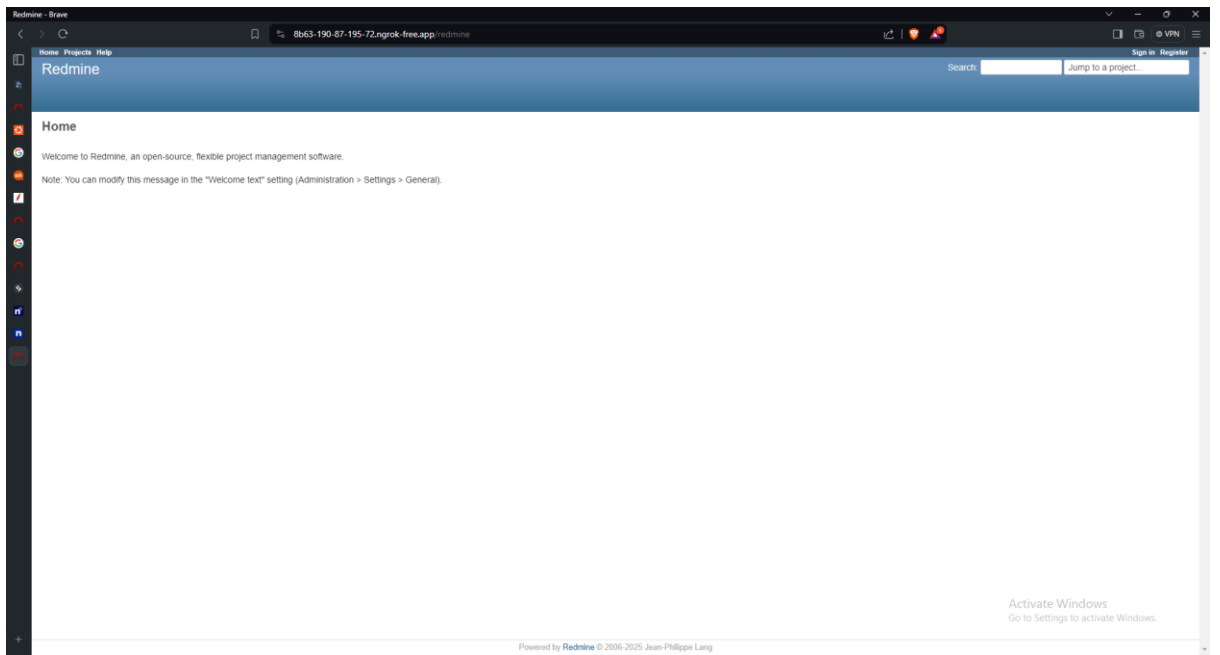 Redmine - Brave
8b63-190-87-195-72.ngrok-free.app/redmine
VPN
Home Projects Help
Sign in Register
Redmine
Search:
Jump to a project...
Home
Welcome to Redmine, an open-source, flexible project management software.
Note: You can modify this message in the "Welcome text" setting (Administration > Settings > General).
Activate Windows
Go to Settings to activate Windows.
Powered by Redmine © 2006-2025 Jean-Philippe Lang